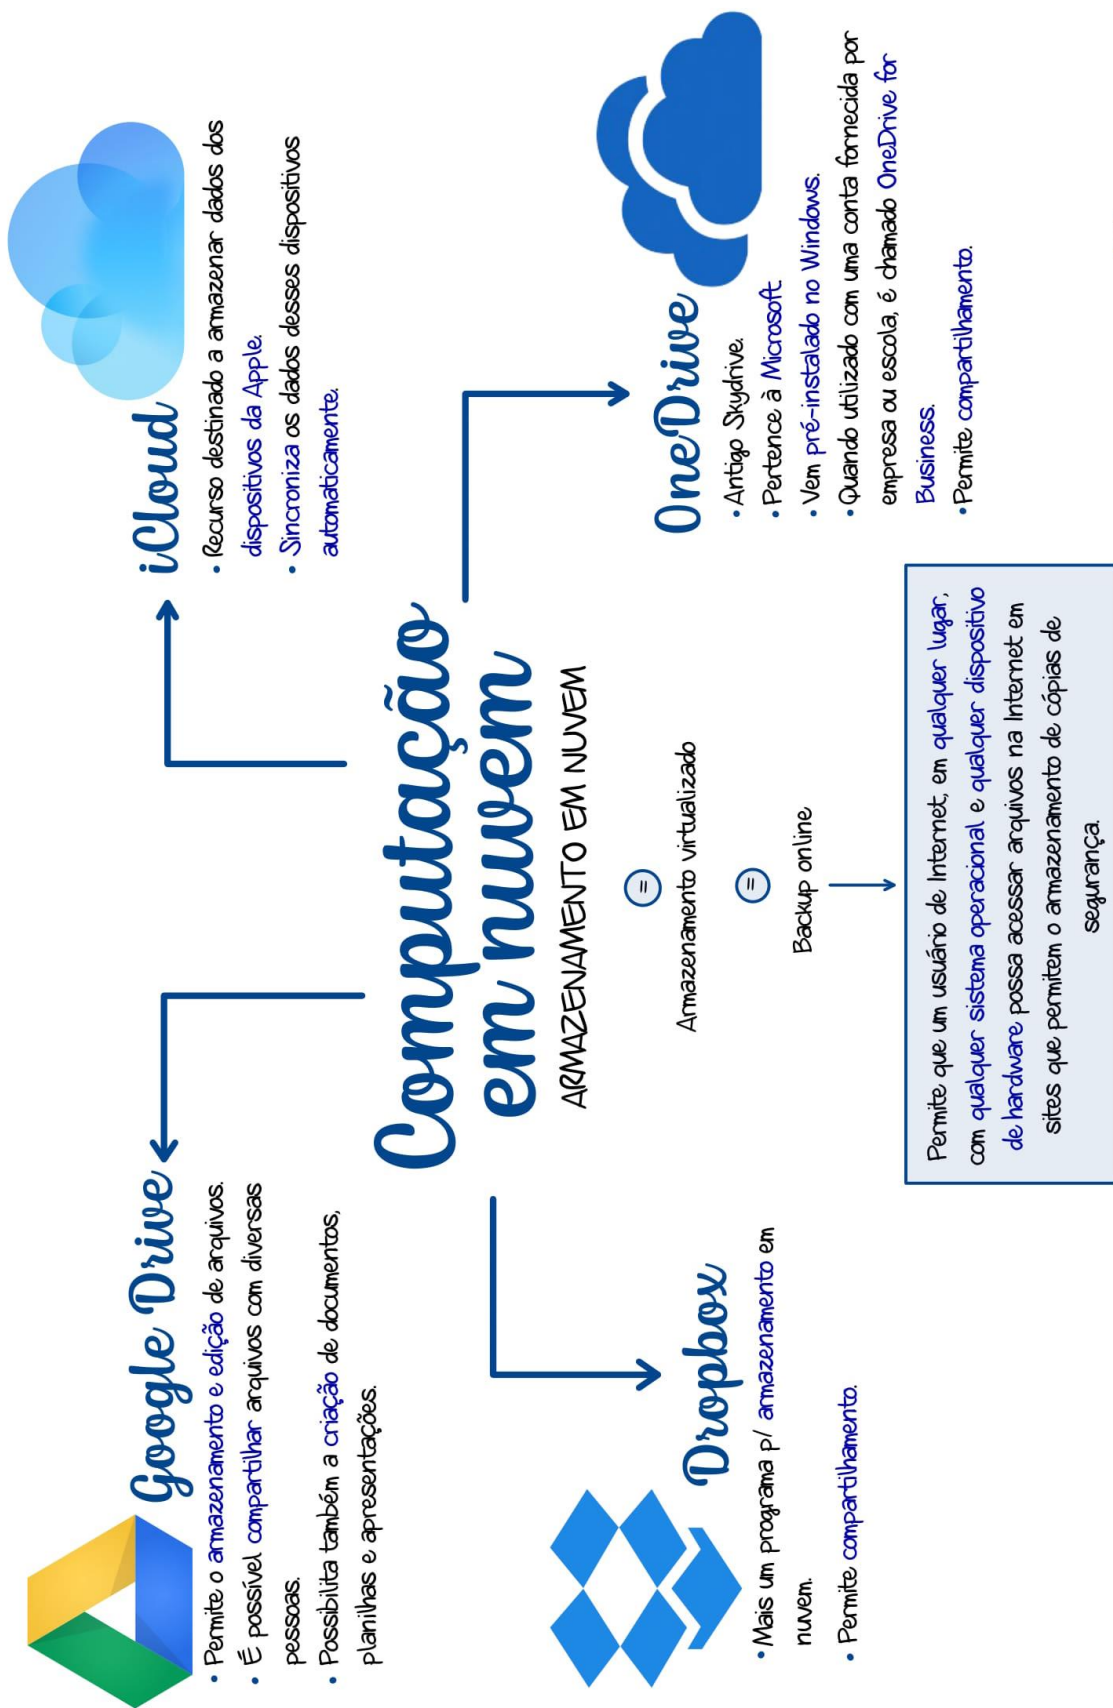 Google Drive
• Permite o armazenamento e edição de arquivos.
• É possível compartilhar arquivos com diversas
pessoas.
• Possibilita também a criação de documentos,
planilhas e apresentações.
iCloud
• Recurso destinado a armazenar dados dos
dispositivos da Apple.
• Sincroniza os dados desses dispositivos
automaticamente.
Computação
em nuvem
ARMAZENAMENTO EM NUVEM
=
Armazenamento virtualizado
=
Backup online
Permite que um usuário de Internet, em qualquer lugar,
com qualquer sistema operacional e qualquer dispositivo
de hardware possa acessar arquivos na Internet em
sites que permitem o armazenamento de cópias de
segurança.
Dropbox
• Mais um programa p/ armazenamento em
nuvem.
• Permite compartilhamento.
OneDrive
• Antigo Skydrive.
• Pertence à Microsoft
• Vem pré-instalado no Windows.
• Quando utilizado com uma conta fornecida por
empresa ou escola, é chamado OneDrive for
Business.
• Permite compartilhamento.